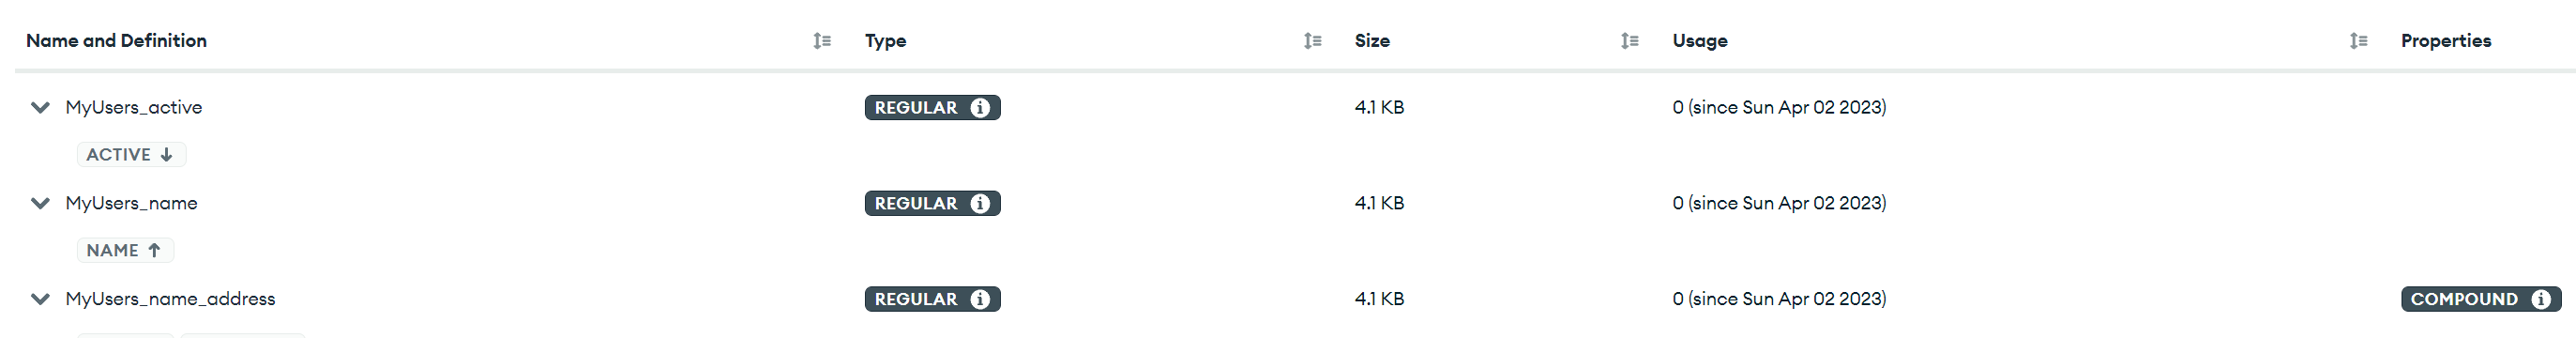 Name and Definition Type Size Usage Properties
MyUsers_active REGULAR 4.1 KB 0 (since Sun Apr 02 2023)
ACTIVE
MyUsers_name REGULAR 4.1 KB 0 (since Sun Apr 02 2023)
NAME
MyUsers_name_address REGULAR 4.1 KB 0 (since Sun Apr 02 2023) COMPOUND